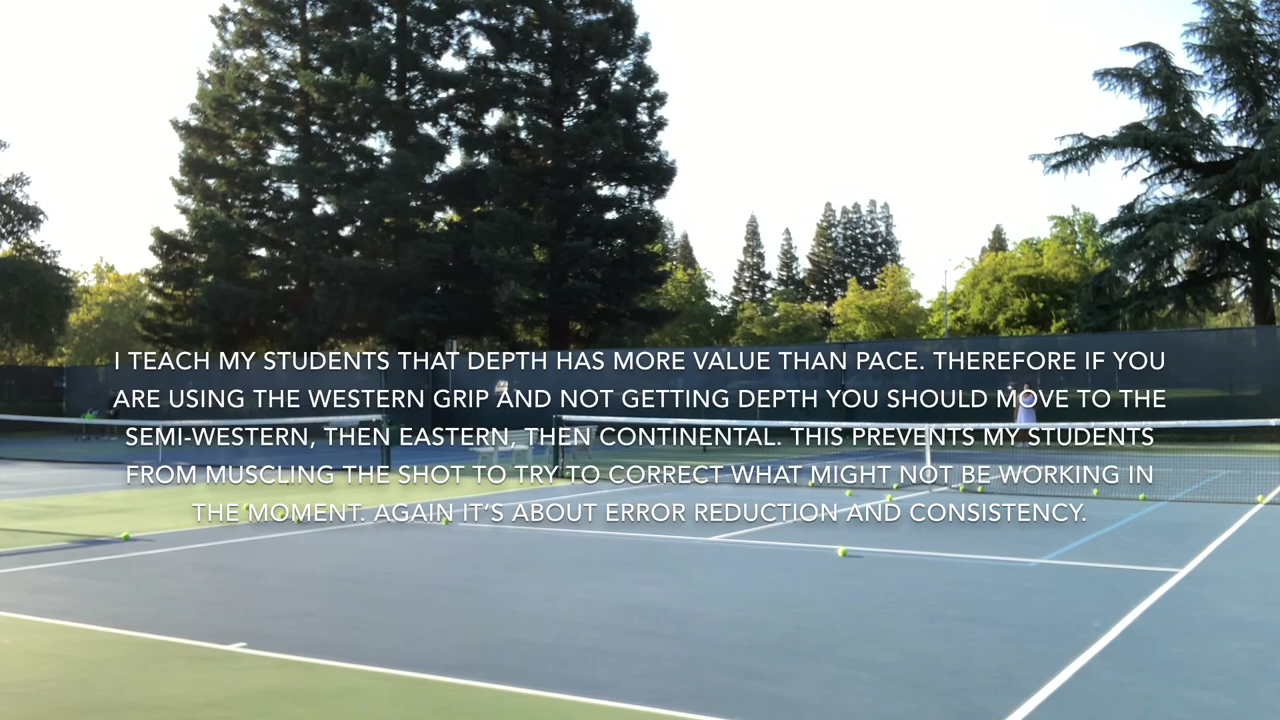 I TEACH MY STUDENTS THAT DEPTH HAS MORE VALUE THAN PACE. THEREFORE IF YOU
ARE USING THE WESTERN GRIP AND NOT GETTING DEPTH YOU SHOULD MOVE TO THE
SEMI-WESTERN, THEN EASTERN, THEN CONTINENTAL. THIS PREVENTS MY STUDENTS
FROM MUSCLING THE SHOT TO TRY TO CORRECT WHAT MIGHT NOT BE WORKING IN
THE MOMENT. AGAIN IT’S ABOUT ERROR REDUCTION AND CONSISTENCY.